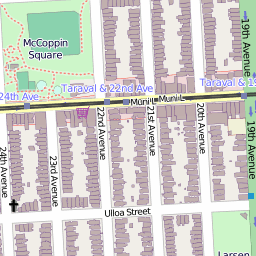 McCoppin
Square
19th Avenue
Taraval & 22nd Ave
Taraval & 19
24th Ave
Muni L Muni L
24th Avenue
23rd Avenue
22nd Avenue
21st Avenue
20th Avenue
19th Avenue
Ulloa Street
Larsen